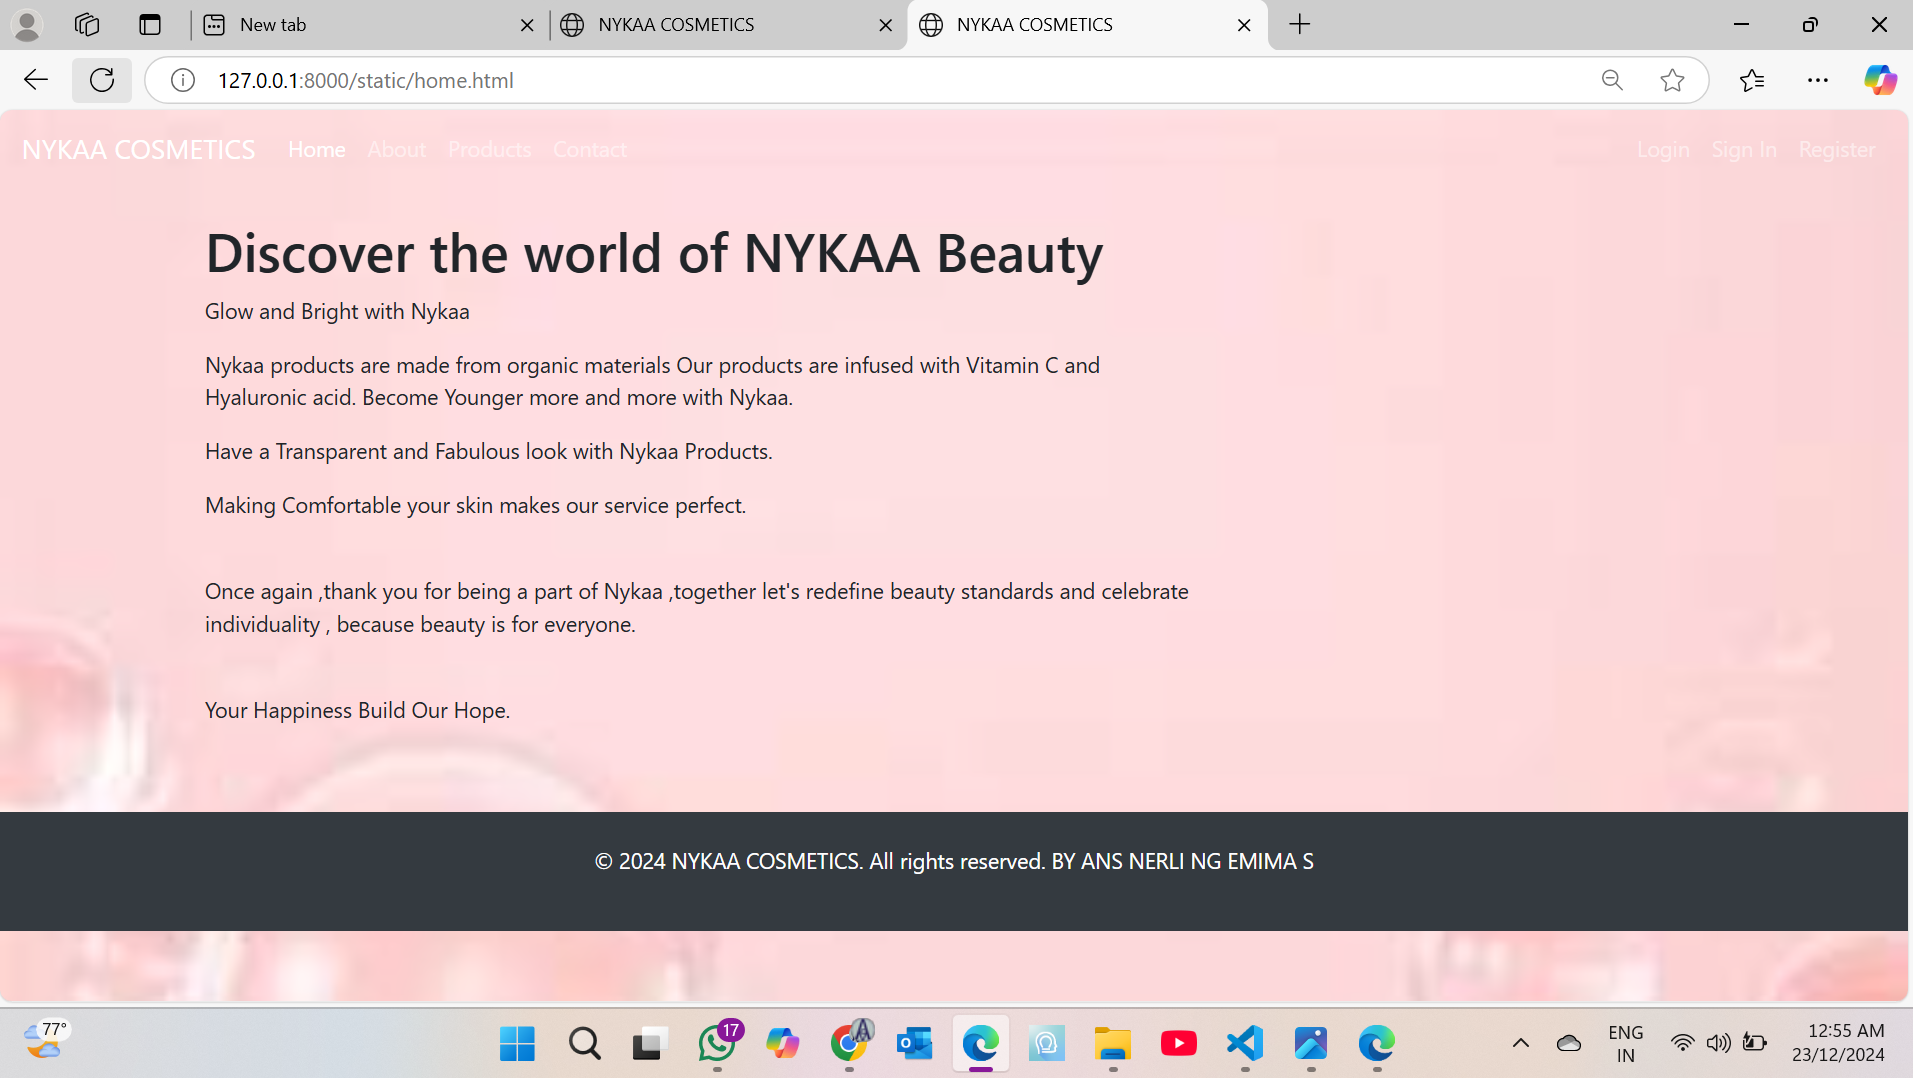 New tab
NYKAA COSMETICS
NYKAA COSMETICS
127.0.0.1:8000/static/home.html
NYKAA COSMETICS Home About Products Contact Login Sign In Register
Discover the world of NYKAA Beauty
Glow and Bright with Nykaa
Nykaa products are made from organic materials Our products are infused with Vitamin C and
Hyaluronic acid. Become Younger more and more with Nykaa.
Have a Transparent and Fabulous look with Nykaa Products.
Making Comfortable your skin makes our service perfect.
Once again ,thank you for being a part of Nykaa ,together let's redefine beauty standards and celebrate
individuality , because beauty is for everyone.
Your Happiness Build Our Hope.
© 2024 NYKAA COSMETICS. All rights reserved. BY ANS NERLI NG EMIMA S
77°
17
ENG
IN
12:55 AM
23/12/2024